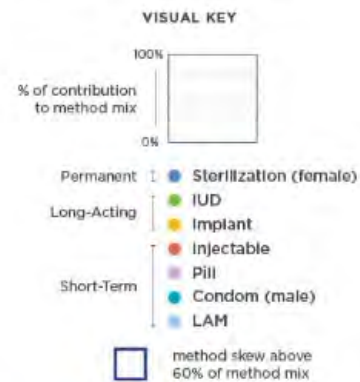 VISUAL KEY
100%
% of contribution
to method mix
0%
Permanent
Sterilization (female)
Long-Acting
IUD
Implant
Short-Term
Injectable
Pill
Condom (male)
LAM
method skew above
60% of method mix